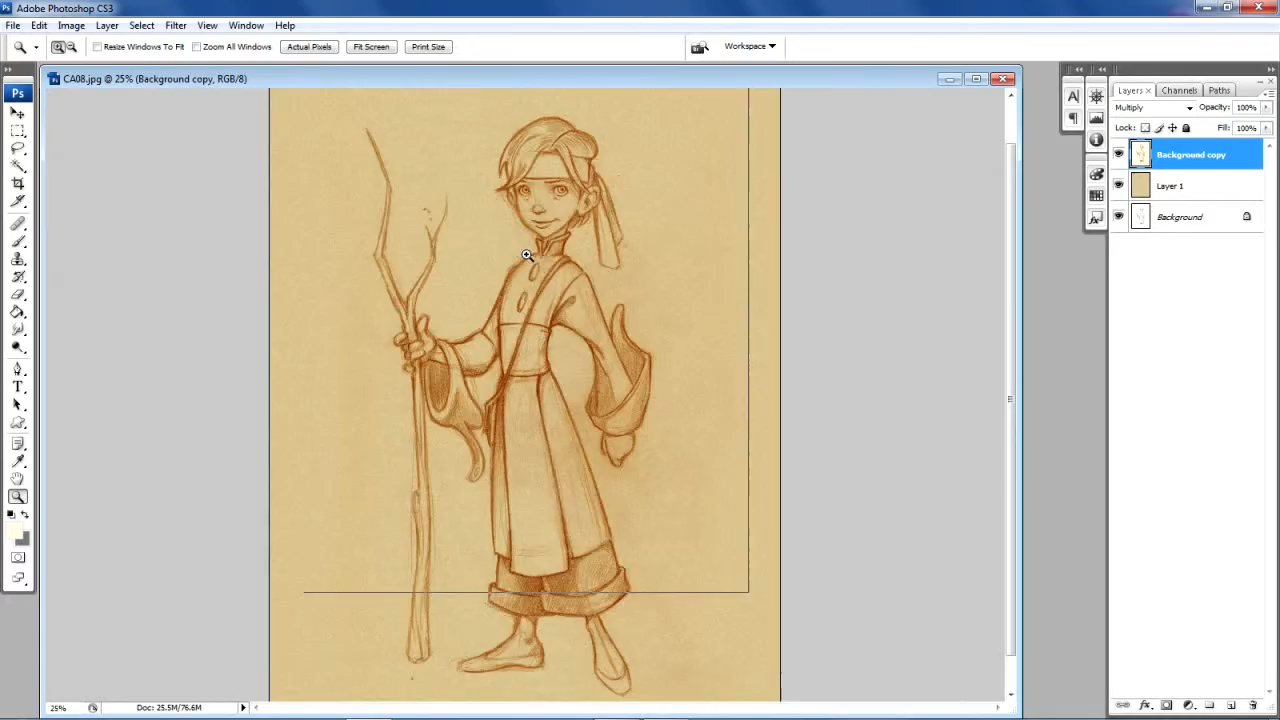 Adobe Photoshop CS3
File Edit Image Layer Select Filter View Window Help
Resize Windows To Fit Zoom All Windows Actual Pixels Fit Screen Print Size Workspace
CA08.jpg @ 25% (Background copy, RGB/8)
Ps
Layers Channels Paths
Multiply Opacity: 100%
Lock: Fill: 100%
Background copy
Layer 1
Background
25% Doc: 25.5M/76.6M